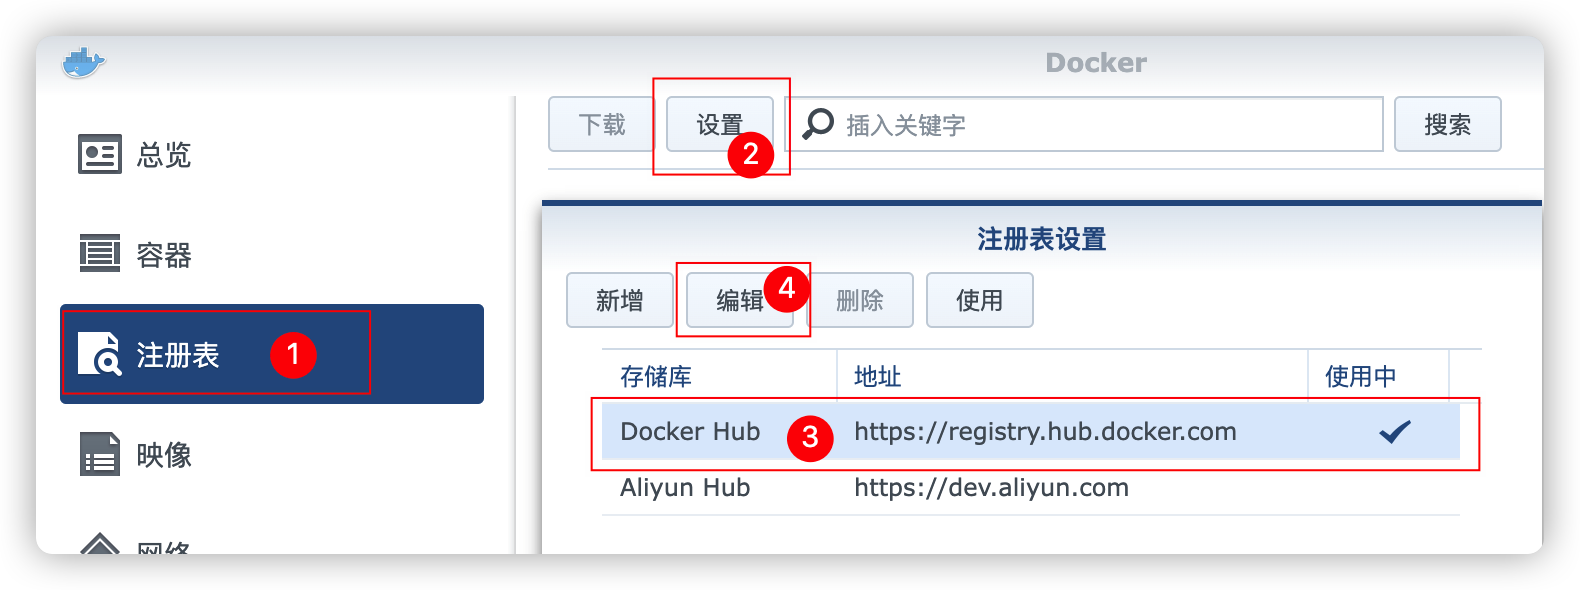 Docker
下载
设置
2
插入关键字
搜索
总览
容器
注册表
1
映像
网络
注册表设置
新增
编辑
4
删除
使用
存储库 地址 使用中
Docker Hub 3 https://registry.hub.docker.com
Aliyun Hub https://dev.aliyun.com